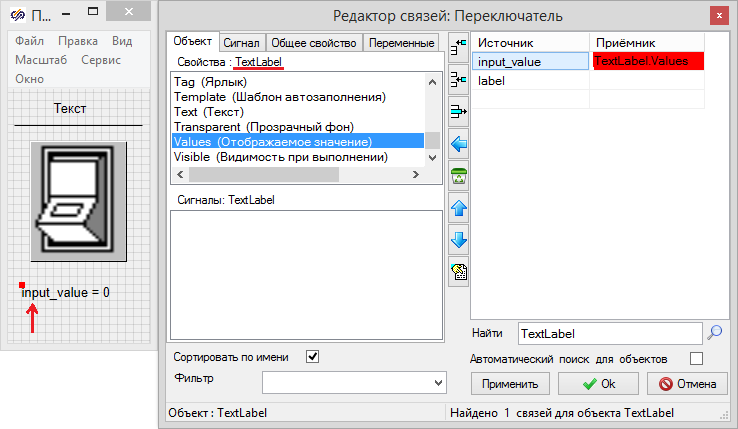 П...
Файл Правка Вид
Масштаб Сервис
Окно
Текст
input_value = 0
Редактор связей: Переключатель
Объект Сигнал Общее свойство Переменные
Свойства : TextLabel
Tag (Ярлык)
Template (Шаблон автозаполнения)
Text (Текст)
Transparent (Прозрачный фон)
Values (Отображаемое значение)
Visible (Видимость при выполнении)
Сигналы: TextLabel
Сортировать по имени
Фильтр
Источник Приёмник
input_value TextLabel.Values
label
Найти TextLabel
Автоматический поиск для объектов
Применить Ok Отмена
Объект : TextLabel Найдено 1 связей для объекта TextLabel